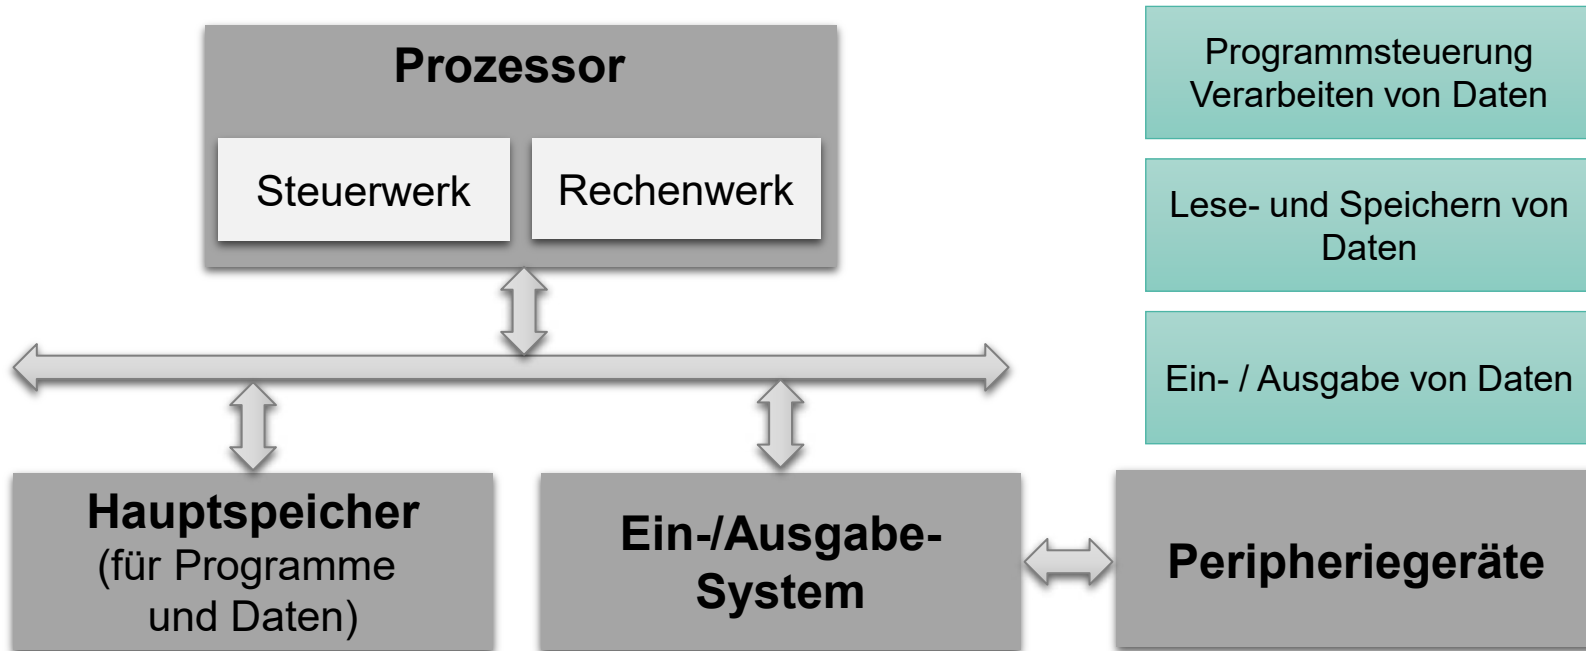 Prozessor
Steuerwerk
Rechenwerk
Programmsteuerung
Verarbeiten von Daten
Lese- und Speichern von
Daten
Ein- / Ausgabe von Daten
Hauptspeicher
(für Programme
und Daten)
Ein-/Ausgabe-
System
Peripheriegeräte